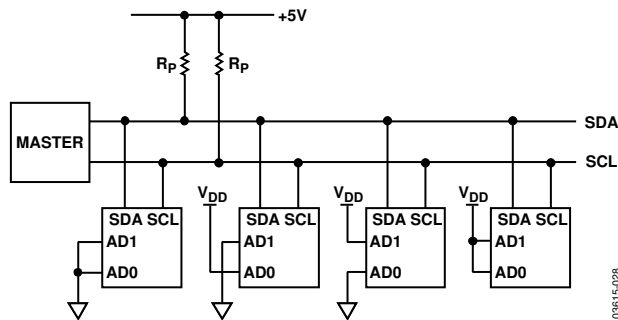 +5V
RP RP
SDA
MASTER
SCL
VDD VDD VDD
SDA SCL SDA SCL SDA SCL SDA SCL
AD1 AD1 AD1 AD1
AD0 AD0 AD0 AD0
03615-028